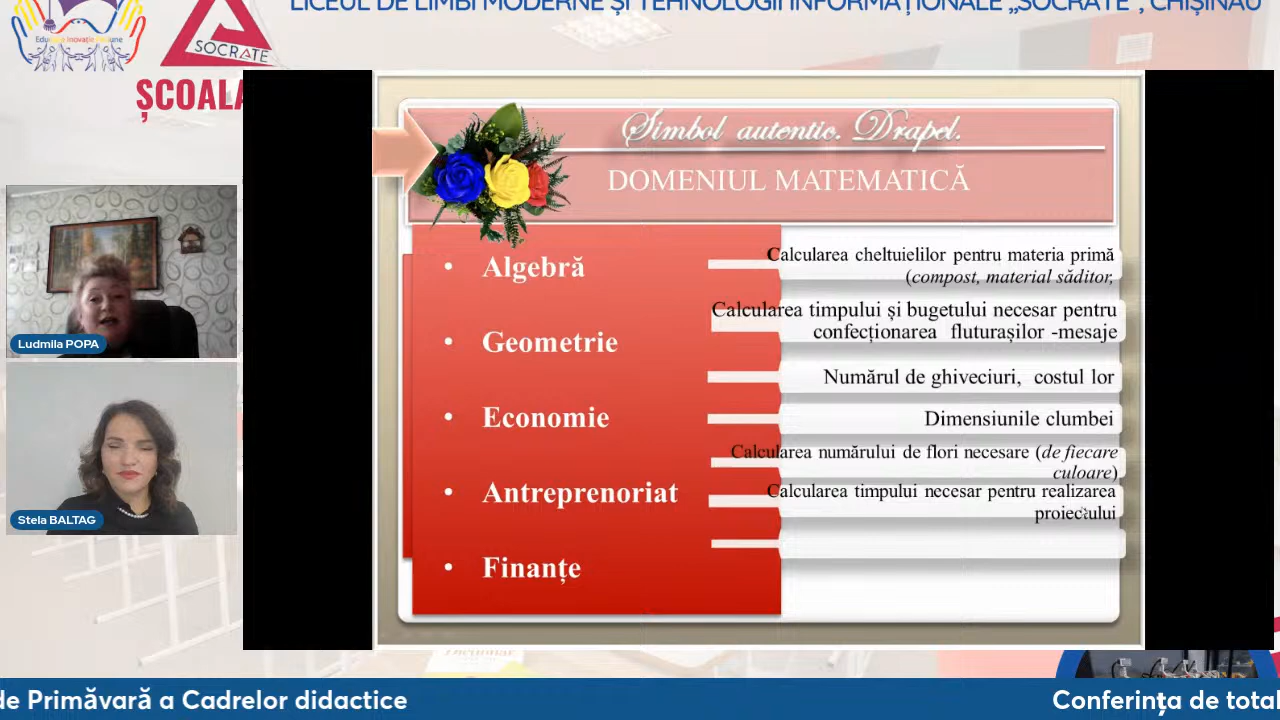 LICEUL DE LIMBI MODERNE ȘI TEHNOLOGII INFORMAȚIONALE „SOCRATE”, CHIȘINĂU
SOCRATE
ȘCOALA
Simbol autentic. Drapel.
DOMENIUL MATEMATICĂ
• Algebră
• Geometrie
• Economie
• Antreprenoriat
• Finanțe
Calcularea cheltuielilor pentru materia primă
(compost, material săditor,
Calcularea timpului și bugetului necesar pentru
confecționarea fluturașilor -mesaje
Numărul de ghiveciuri, costul lor
Dimensiunile clumbei
Calcularea numărului de flori necesare (de fiecare
culoare)
Calcularea timpului necesar pentru realizarea
proiectului
Ludmila POPA
Stela BALTAG
de Primăvară a Cadrelor didactice
Conferința de total